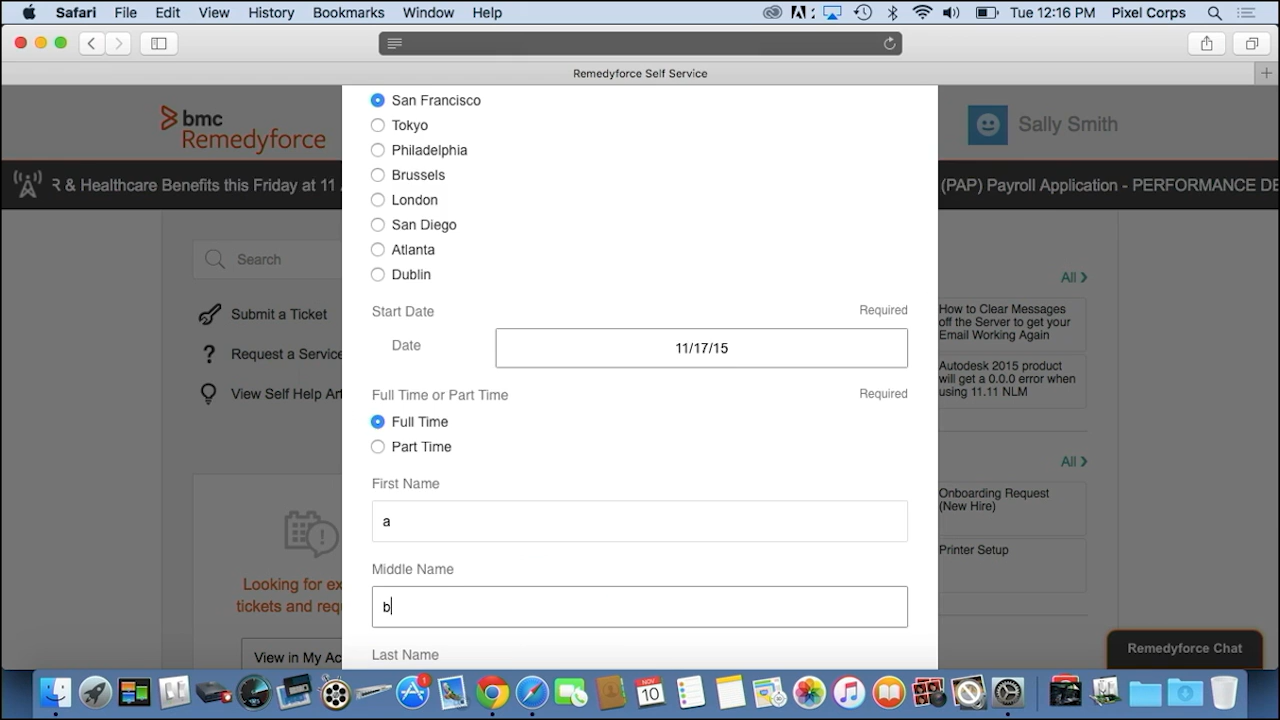 Safari File Edit View History Bookmarks Window Help Tue 12:16 PM Pixel Corps
Remedyforce Self Service
bmc
Remedyforce
Sally Smith
R & Healthcare Benefits this Friday at 11
(PAP) Payroll Application - PERFORMANCE DE
San Francisco
Tokyo
Philadelphia
Brussels
London
San Diego
Atlanta
Dublin
Start Date Required
Date 11/17/15
Full Time or Part Time Required
Full Time
Part Time
First Name
a
Middle Name
b
Last Name
Search
Submit a Ticket
Request a Service
View Self Help Art
Looking for ex
tickets and requ
View in My Ac
All
How to Clear Messages
off the Server to get your
Email Working Again
Autodesk 2015 product
will get a 0.0.0 error when
using 11.11 NLM
All
Onboarding Request
(New Hire)
Printer Setup
Remedyforce Chat
1
NOV
10